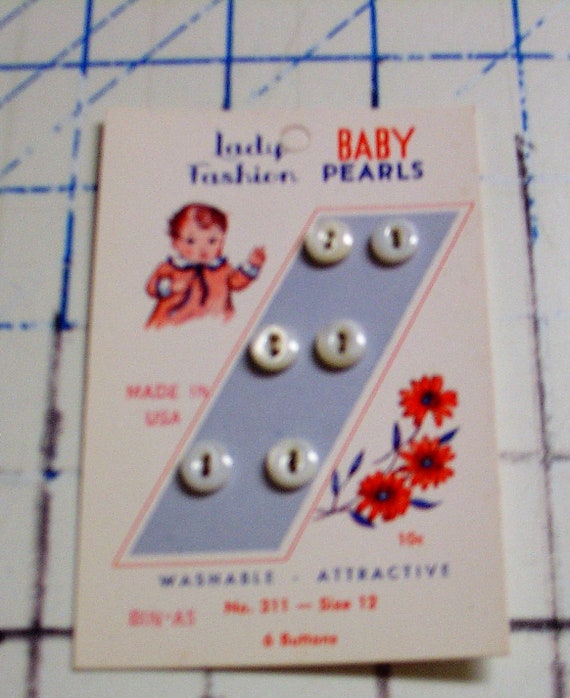 Lady BABY
Fashion PEARLS
MADE IN
USA
10¢
WASHABLE - ATTRACTIVE
No. 211 — Size 12
6 Buttons